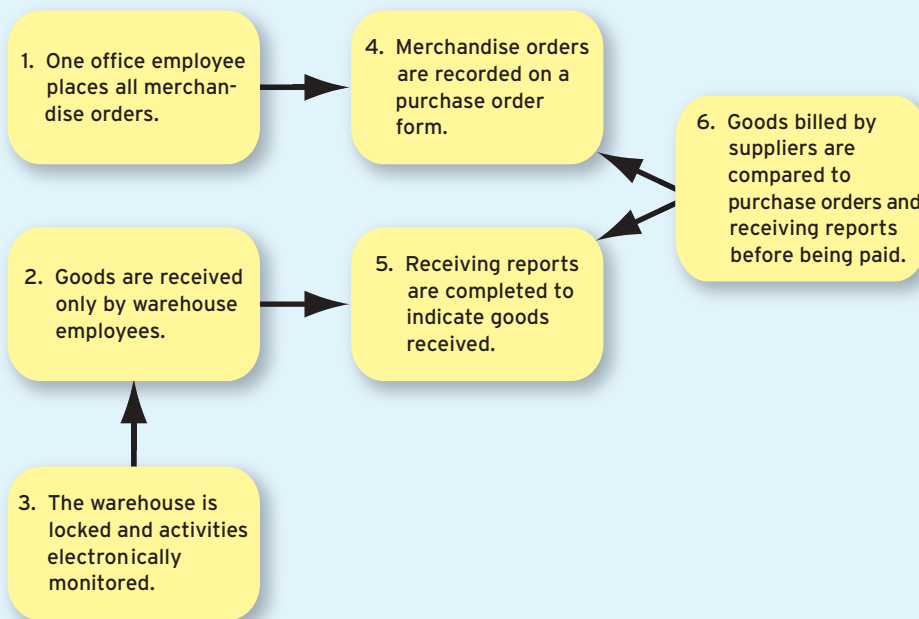 1. One office employee
places all merchan-
dise orders.
4. Merchandise orders
are recorded on a
purchase order
form.
6. Goods billed by
suppliers are
compared to
purchase orders and
receiving reports
before being paid.
2. Goods are received
only by warehouse
employees.
5. Receiving reports
are completed to
indicate goods
received.
3. The warehouse is
locked and activities
electronically
monitored.